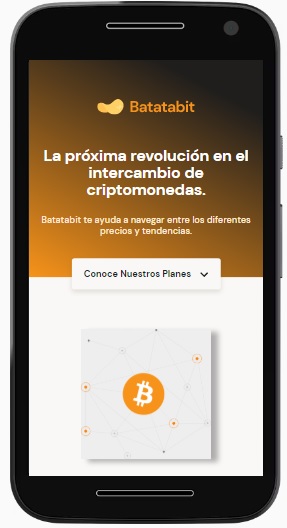 Batatabit
La próxima revolución en el
intercambio de
criptomonedas.
Batatabit te ayuda a navegar entre los diferentes
precios y tendencias.
Conoce Nuestros Planes